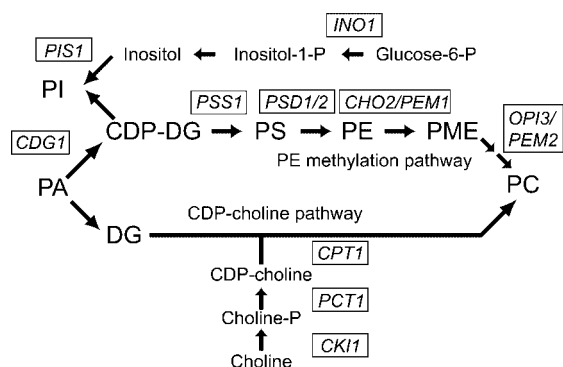 INO1
PIS1 Inositol Inositol-1-P Glucose-6-P
PI
PSS1 PSD1/2 CHO2/PEM1
CDG1 CDP-DG PS PE PME OPI3/
PEM2
PE methylation pathway
PA PC
CDP-choline pathway
DG
CPT1
CDP-choline
PCT1
Choline-P
CKI1
Choline